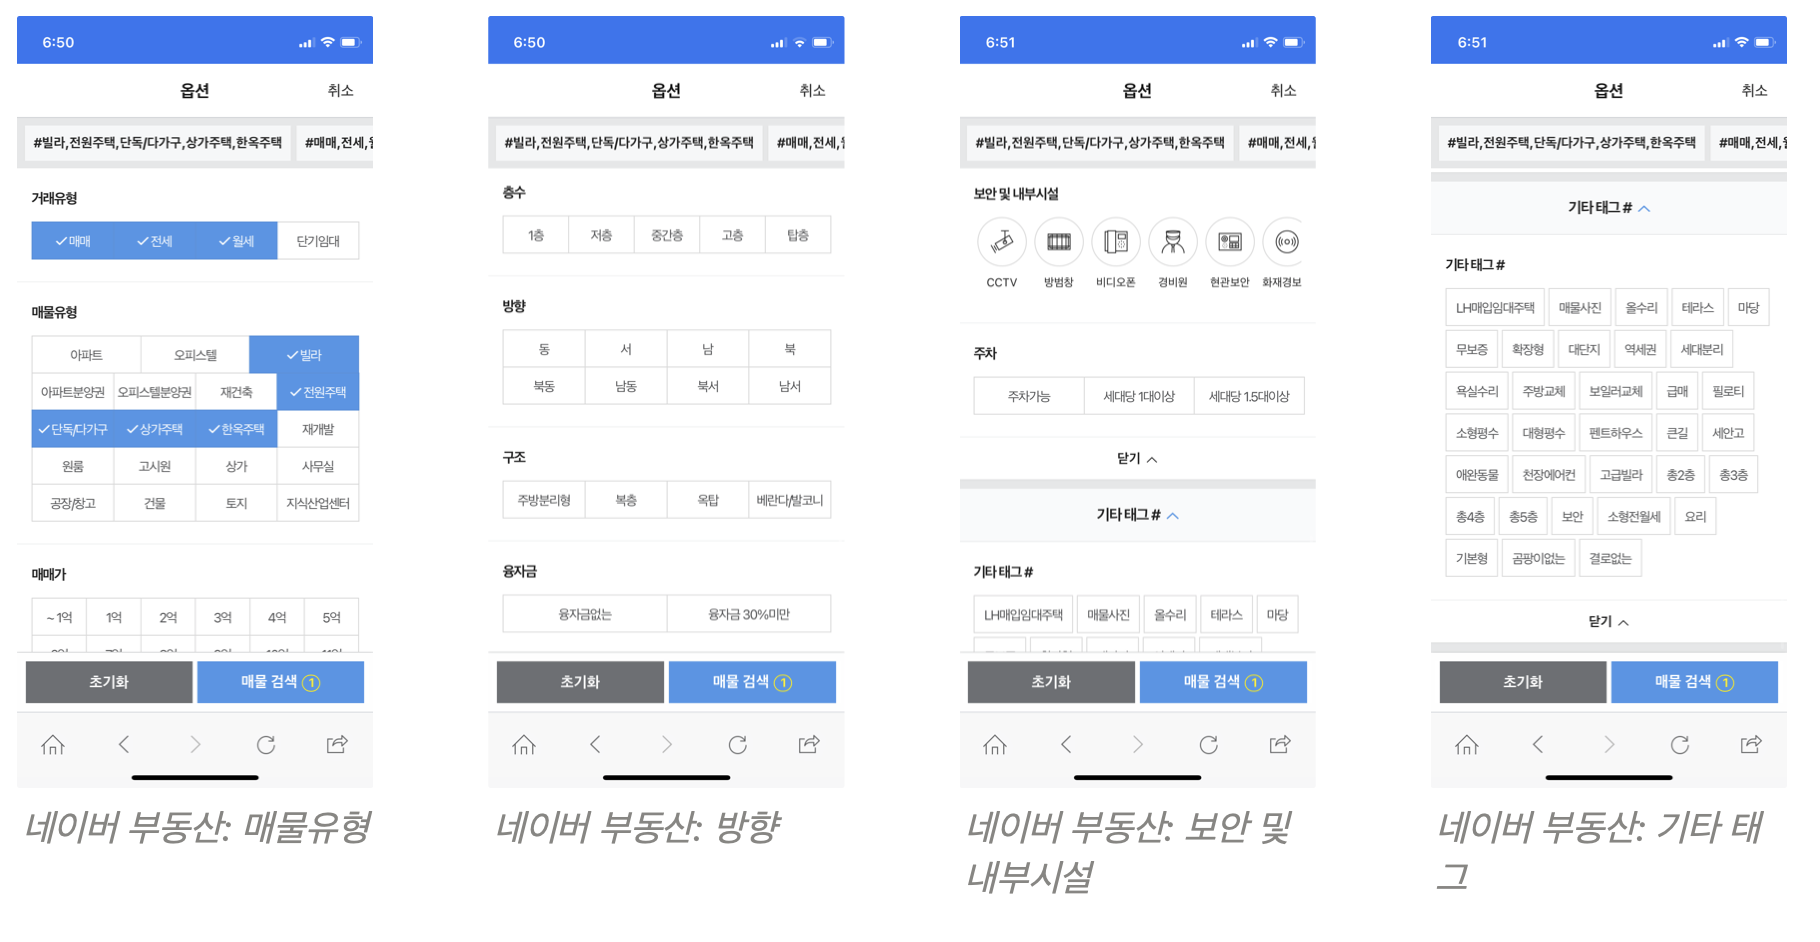 6:50
옵션
취소
#빌라,전원주택,단독/다가구,상가주택,한옥주택
#매매,전세,
거래유형
매매
전세
월세
단기임대
매물유형
아파트
오피스텔
빌라
아파트분양권
오피스텔분양권
재건축
전원주택
단독/다가구
상가주택
한옥주택
재개발
원룸
고시원
상가
사무실
공장/창고
건물
토지
지식산업센터
매매가
~ 1억
1억
2억
3억
4억
5억
초기화
매물 검색 1
네이버 부동산: 매물유형
6:50
옵션
취소
#빌라,전원주택,단독/다가구,상가주택,한옥주택
#매매,전세,
층수
1층
저층
중간층
고층
탑층
방향
동
서
남
북
북동
남동
북서
남서
구조
주방분리형
복층
옥탑
베란다/발코니
융자금
융자금없는
융자금 30%미만
초기화
매물 검색 1
네이버 부동산: 방향
6:51
옵션
취소
#빌라,전원주택,단독/다가구,상가주택,한옥주택
#매매,전세,
보안 및 내부시설
CCTV
방범창
비디오폰
경비원
현관보안
화재경보
주차
주차가능
세대당 1대이상
세대당 1.5대이상
닫기
기타 태그 #
기타 태그 #
LH매입임대주택
매물사진
올수리
테라스
마당
초기화
매물 검색 1
네이버 부동산: 보안 및
내부시설
6:51
옵션
취소
#빌라,전원주택,단독/다가구,상가주택,한옥주택
#매매,전세,
기타 태그 #
기타 태그 #
LH매입임대주택
매물사진
올수리
테라스
마당
무보증
확장형
대단지
역세권
세대분리
욕실수리
주방교체
보일러교체
급매
필로티
소형평수
대형평수
펜트하우스
큰길
세안고
애완동물
천장에어컨
고급빌라
총2층
총3층
총4층
총5층
보안
소형전월세
요리
기본형
곰팡이없는
결로없는
닫기
초기화
매물 검색 1
네이버 부동산: 기타 태
그